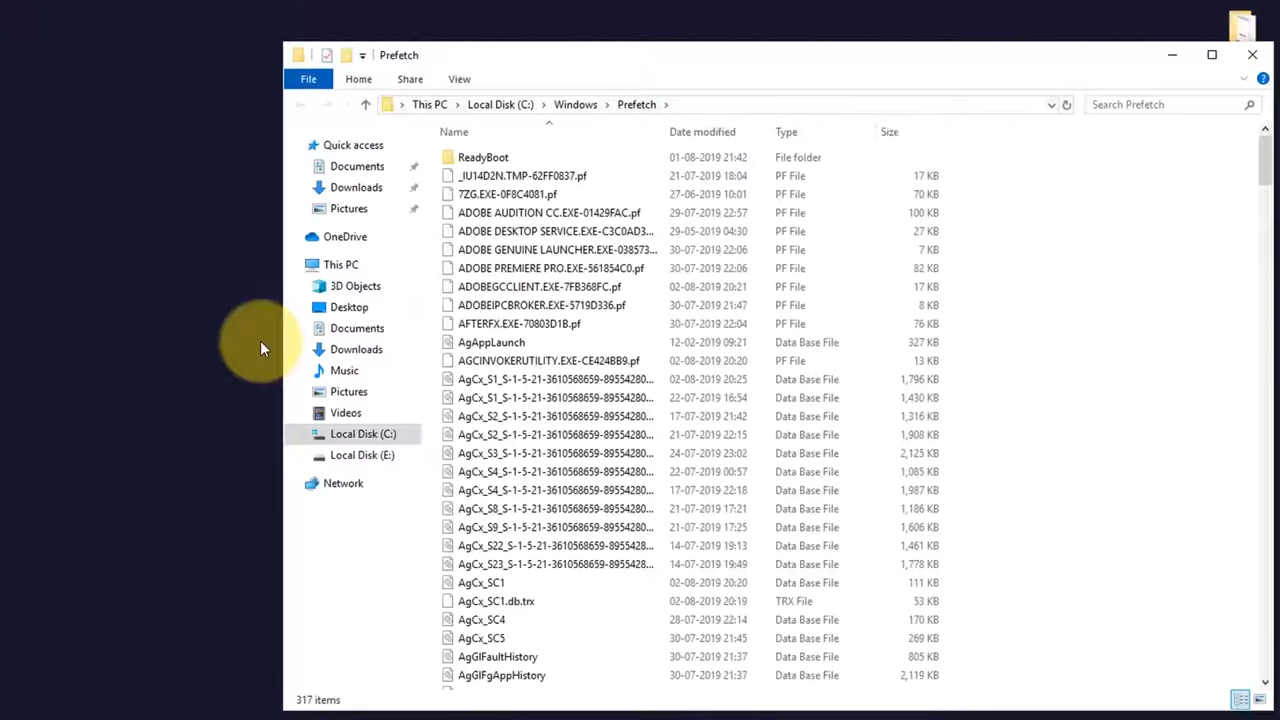 Prefetch
File Home Share View
This PC Local Disk (C:) Windows Prefetch
Search Prefetch
Name Date modified Type Size
Quick access
Documents
Downloads
Pictures
OneDrive
This PC
3D Objects
Desktop
Documents
Downloads
Music
Pictures
Videos
Local Disk (C:)
Local Disk (E:)
Network
ReadyBoot 01-08-2019 21:42 File folder
_IU14D2N.TMP-62FF0837.pf 21-07-2019 18:04 PF File 17 KB
7ZG.EXE-0F8C4081.pf 27-06-2019 10:01 PF File 70 KB
ADOBE AUDITION CC.EXE-01429FAC.pf 29-07-2019 22:57 PF File 100 KB
ADOBE DESKTOP SERVICE.EXE-C3C0AD3... 29-05-2019 04:30 PF File 27 KB
ADOBE GENUINE LAUNCHER.EXE-038573... 30-07-2019 22:06 PF File 7 KB
ADOBE PREMIERE PRO.EXE-561854C0.pf 30-07-2019 22:06 PF File 82 KB
ADOBEGCCLIENT.EXE-7FB368FC.pf 02-08-2019 20:21 PF File 17 KB
ADOBEIPCBROKER.EXE-5719D336.pf 30-07-2019 21:47 PF File 8 KB
AFTERFX.EXE-70803D1B.pf 30-07-2019 22:04 PF File 76 KB
AgAppLaunch 12-02-2019 09:21 Data Base File 327 KB
AGCINVOKERUTILITY.EXE-CE424BB9.pf 02-08-2019 20:20 PF File 13 KB
AgCx_S1_S-1-5-21-3610568659-89554280... 02-08-2019 20:25 Data Base File 1,796 KB
AgCx_S1_S-1-5-21-3610568659-89554280... 22-07-2019 16:54 Data Base File 1,430 KB
AgCx_S2_S-1-5-21-3610568659-89554280... 17-07-2019 21:42 Data Base File 1,316 KB
AgCx_S2_S-1-5-21-3610568659-89554280... 21-07-2019 22:15 Data Base File 1,908 KB
AgCx_S3_S-1-5-21-3610568659-89554280... 24-07-2019 23:02 Data Base File 2,125 KB
AgCx_S4_S-1-5-21-3610568659-89554280... 22-07-2019 00:57 Data Base File 1,085 KB
AgCx_S4_S-1-5-21-3610568659-89554280... 17-07-2019 22:18 Data Base File 1,987 KB
AgCx_S8_S-1-5-21-3610568659-89554280... 21-07-2019 17:21 Data Base File 1,186 KB
AgCx_S9_S-1-5-21-3610568659-89554280... 21-07-2019 17:25 Data Base File 1,606 KB
AgCx_S22_S-1-5-21-3610568659-8955428... 14-07-2019 19:13 Data Base File 1,461 KB
AgCx_S23_S-1-5-21-3610568659-8955428... 14-07-2019 19:49 Data Base File 1,778 KB
AgCx_SC1 02-08-2019 20:20 Data Base File 111 KB
AgCx_SC1.db.trx 02-08-2019 20:19 TRX File 53 KB
AgCx_SC4 28-07-2019 22:14 Data Base File 170 KB
AgCx_SC5 30-07-2019 21:45 Data Base File 269 KB
AgGlFaultHistory 30-07-2019 21:37 Data Base File 805 KB
AgGlFgAppHistory 30-07-2019 21:37 Data Base File 2,119 KB
317 items